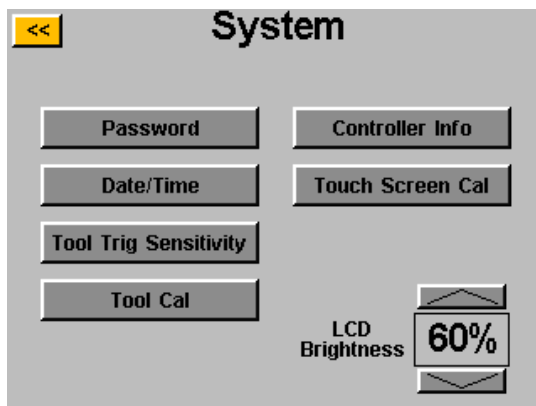 <<
System
Password
Controller Info
Date/Time
Touch Screen Cal
Tool Trig Sensitivity
Tool Cal
LCD
Brightness
60%